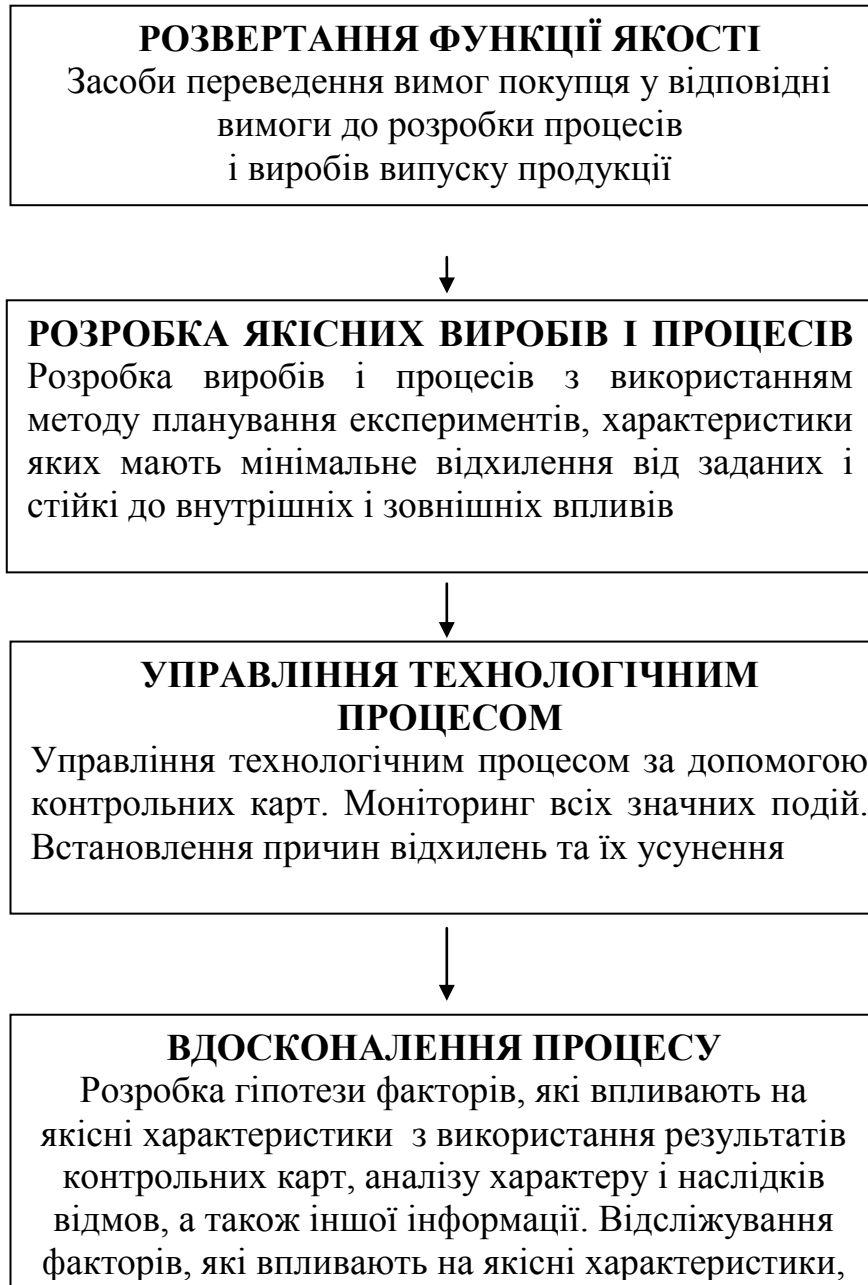 РОЗВЕРТАННЯ ФУНКЦІЇ ЯКОСТІ
Засоби переведення вимог покупця у відповідні
вимоги до розробки процесів
і виробів випуску продукції
РОЗРОБКА ЯКІСНИХ ВИРОБІВ І ПРОЦЕСІВ
Розробка виробів і процесів з використанням
методу планування експериментів, характеристики
яких мають мінімальне відхилення від заданих і
стійкі до внутрішніх і зовнішніх впливів
УПРАВЛІННЯ ТЕХНОЛОГІЧНИМ
ПРОЦЕСОМ
Управління технологічним процесом за допомогою
контрольних карт. Моніторинг всіх значних подій.
Встановлення причин відхилень та їх усунення
ВДОСКОНАЛЕННЯ ПРОЦЕСУ
Розробка гіпотези факторів, які впливають на
якісні характеристики з використання результатів
контрольних карт, аналізу характеру і наслідків
відмов, а також іншої інформації. Відсліжування
факторів, які впливають на якісні характеристики,